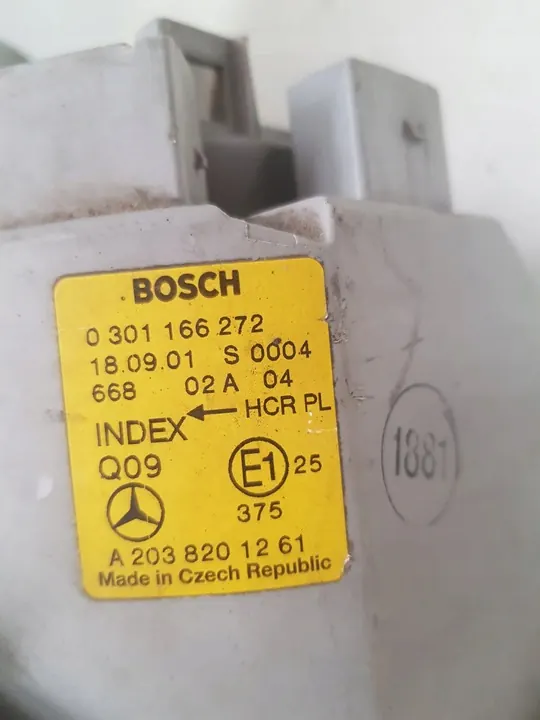 BOSCH
0 301 166 272
18.09.01 S 0004
668 02 A 04
← HCR PL
INDEX
Q09
E1 25
375
A 203 820 12 61
Made in Czech Republic
1881